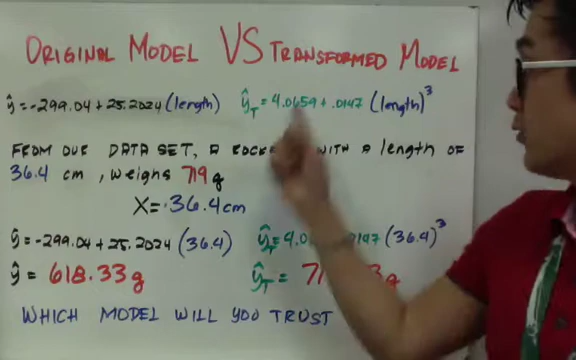 ORIGINAL MODEL VS TRANSFORMED MODEL
ŷ = -299.04 + 25.2024 (length) ŷT = 4.0659 + .0147 (length)³
FROM OUR DATA SET, A WITH A length OF
36.4 cm, weighs 719 g
X = 36.4 cm
ŷ = -299.04 + 25.2024 (36.4) ŷT = (36.4)³
ŷ = 618.33 g ŷT = g
WHICH MODEL WILL YOU TRUST